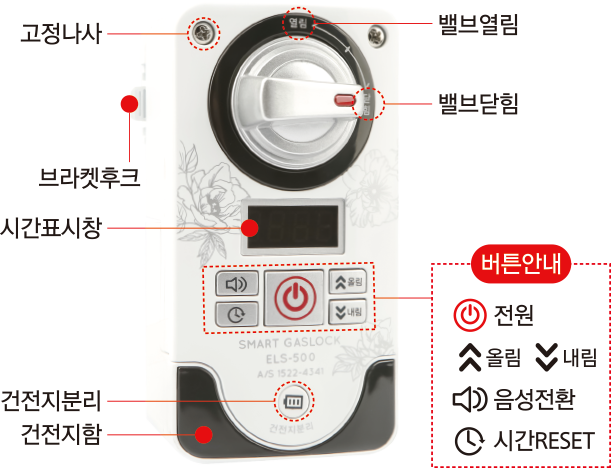 고정나사
열림
밸브열림
밸브닫힘
브라켓후크
시간표시창
올림
내림
SMART GASLOCK
ELS-500
A/S 1522-4341
건전지분리
건전지분리
건전지함
버튼안내
전원
올림 내림
음성전환
시간RESET